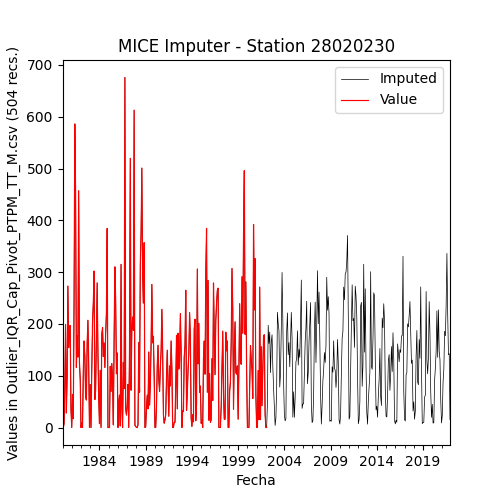 MICE Imputer - Station 28020230
Values in Outlier_IQR_Cap_Pivot_PTPM_TT_M.csv (504 recs.)
700
600
500
400
300
200
100
0
Imputed
Value
1984 1989 1994 1999 2004 2009 2014 2019
Fecha